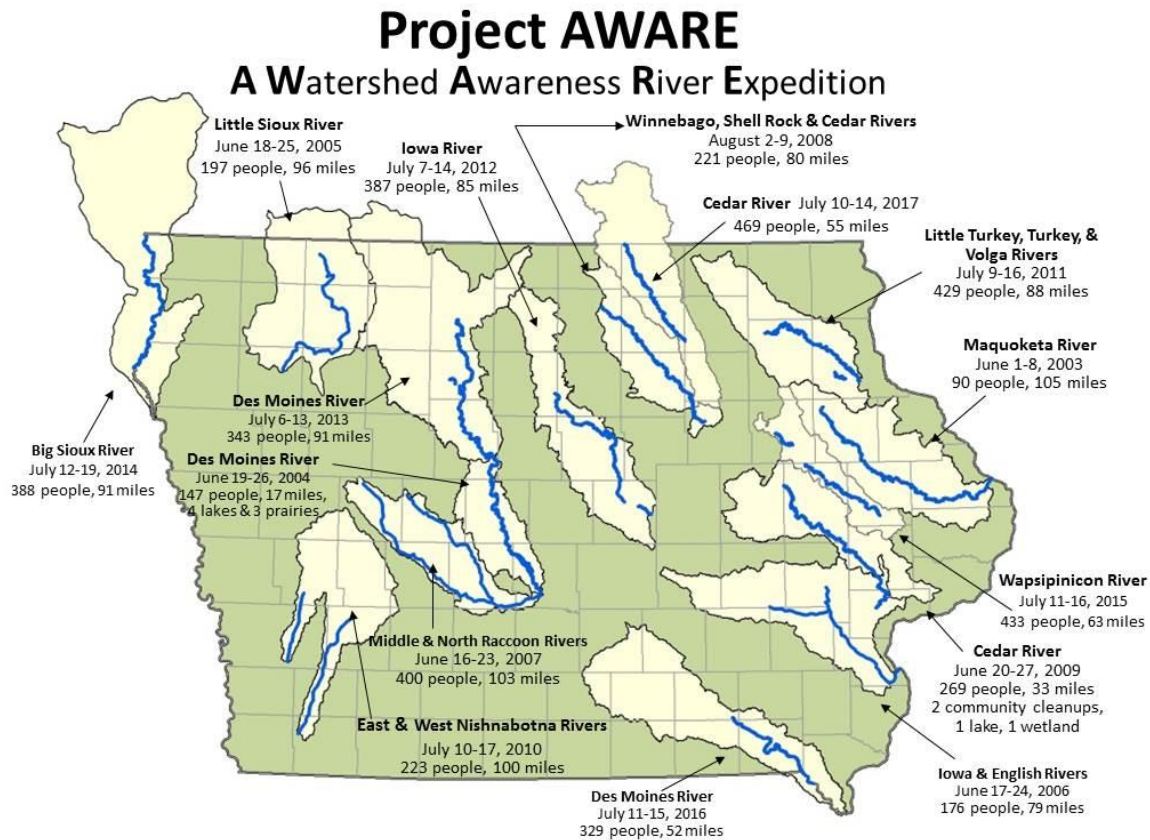 Project AWARE
A Watershed Awareness River Expedition
Little Sioux River
June 18-25, 2005
197 people, 96 miles
Iowa River
July 7-14, 2012
387 people, 85 miles
Winnebago, Shell Rock & Cedar Rivers
August 2-9, 2008
221 people, 80 miles
Cedar River July 10-14, 2017
469 people, 55 miles
Little Turkey, Turkey, &
Volga Rivers
July 9-16, 2011
429 people, 88 miles
Maquoketa River
June 1-8, 2003
90 people, 105 miles
Big Sioux River
July 12-19, 2014
388 people, 91 miles
Des Moines River
July 6-13, 2013
343 people, 91 miles
Des Moines River
June 19-26, 2004
147 people, 17 miles,
4 lakes & 3 prairies
Middle & North Raccoon Rivers
June 16-23, 2007
400 people, 103 miles
East & West Nishnabotna Rivers
July 10-17, 2010
223 people, 100 miles
Wapsipinicon River
July 11-16, 2015
433 people, 63 miles
Cedar River
June 20-27, 2009
269 people, 33 miles
2 community cleanups,
1 lake, 1 wetland
Iowa & English Rivers
June 17-24, 2006
176 people, 79 miles
Des Moines River
July 11-15, 2016
329 people, 52 miles